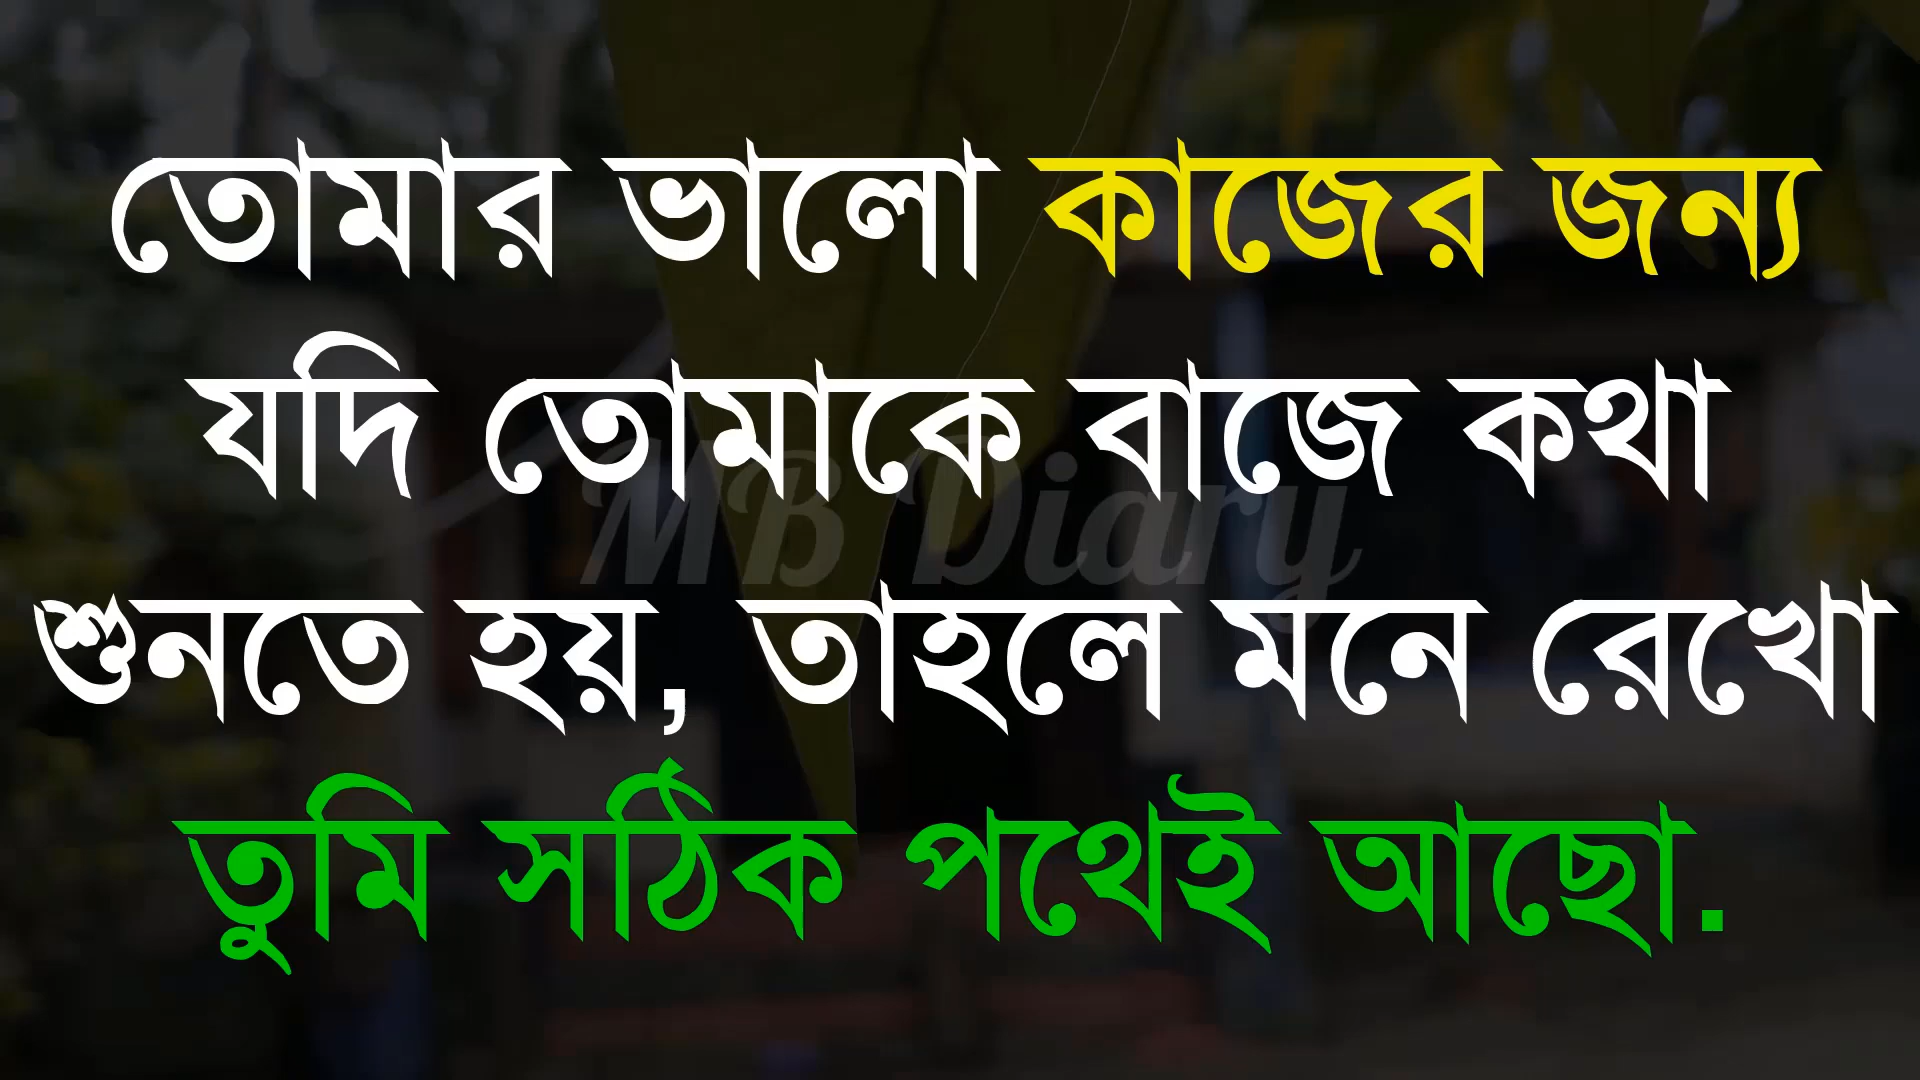 তোমার ভালো কাজের জন্য
যদি তোমাকে বাজে কথা
MB Diary
শুনতে হয়, তাহলে মনে রেখো
তুমি সঠিক পথেই আছো.